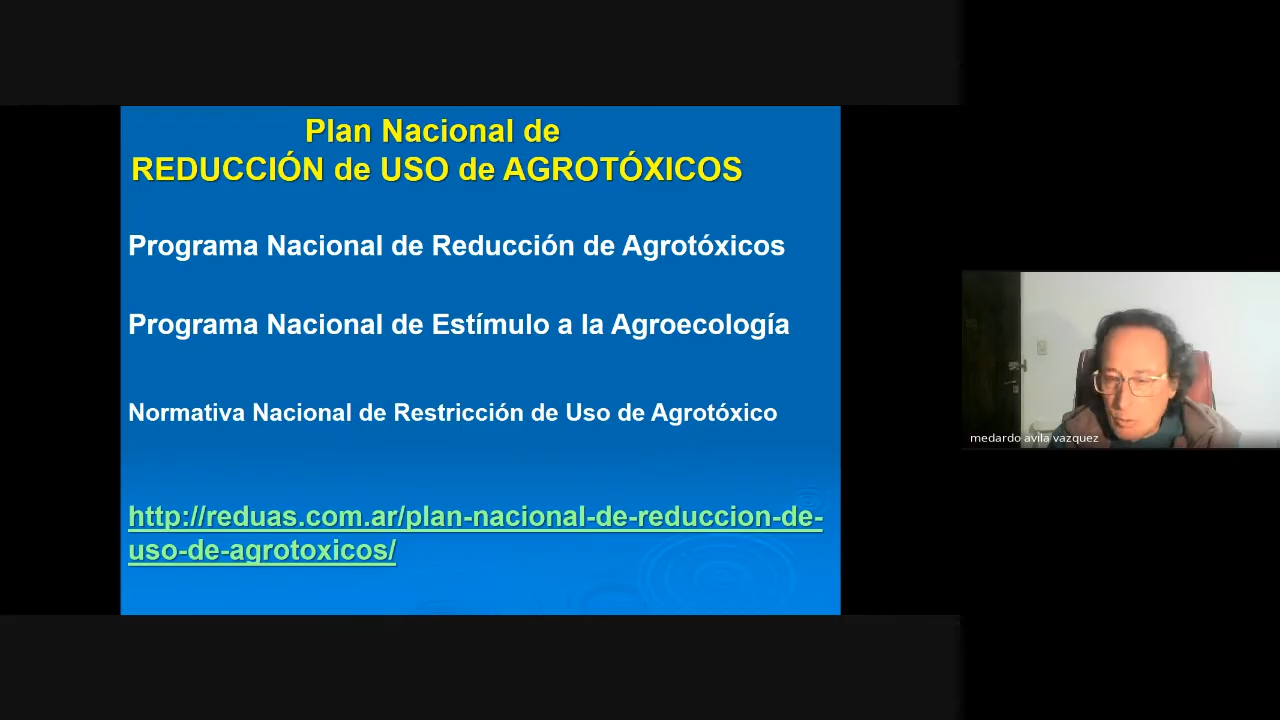 Plan Nacional de
REDUCCIÓN de USO de AGROTÓXICOS
Programa Nacional de Reducción de Agrotóxicos
Programa Nacional de Estímulo a la Agroecología
Normativa Nacional de Restricción de Uso de Agrotóxico
http://reduas.com.ar/plan-nacional-de-reduccion-de-
uso-de-agrotoxicos/
medardo avila vazquez